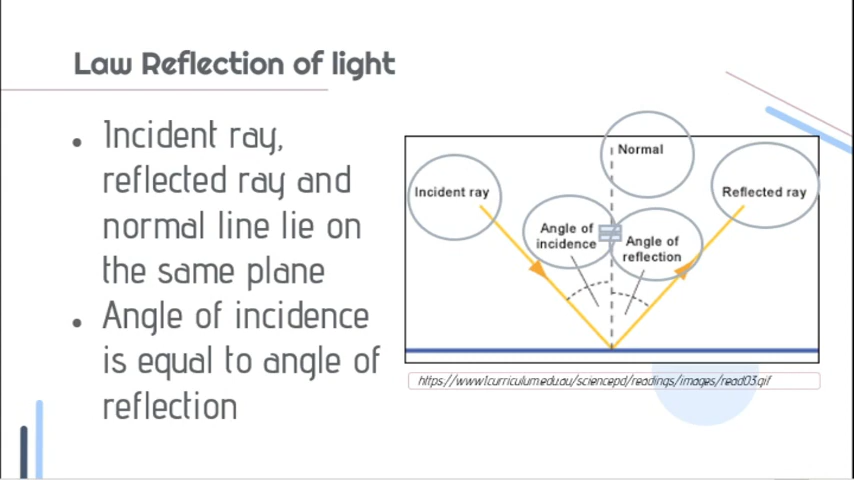 Law Reflection of light
• Incident ray,
reflected ray and
normal line lie on
the same plane
• Angle of incidence
is equal to angle of
reflection
Normal
Incident ray
Reflected ray
Angle of
incidence
Angle of
reflection
https://www1.curriculum.edu.au/sciencepd/readings/images/read03.gif